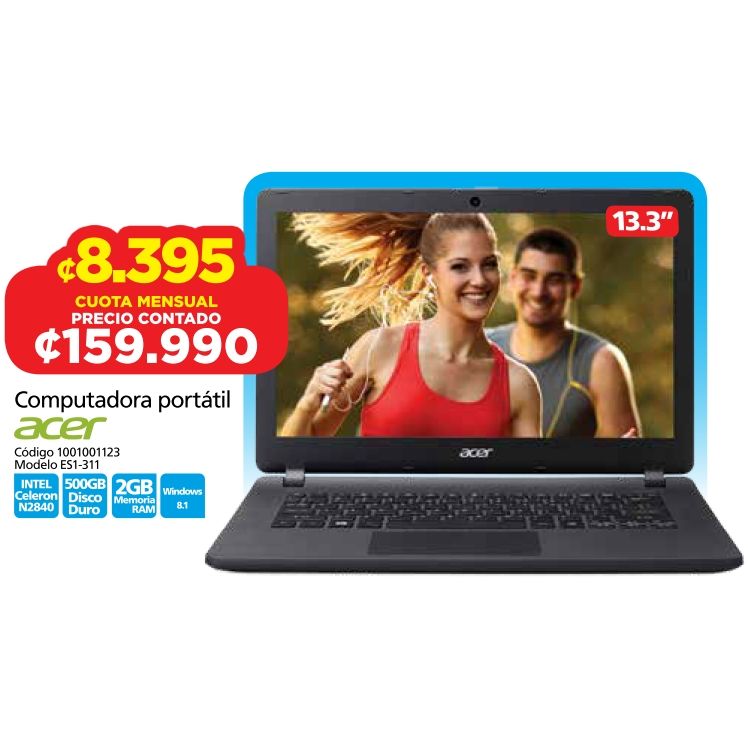 ₡8.395
CUOTA MENSUAL
PRECIO CONTADO
₡159.990
Computadora portátil
acer
Código 1001001123
Modelo ES1-311
INTEL
Celeron
N2840
500GB
Disco
Duro
2GB
Memoria
RAM
Windows
8.1
13.3”
acer